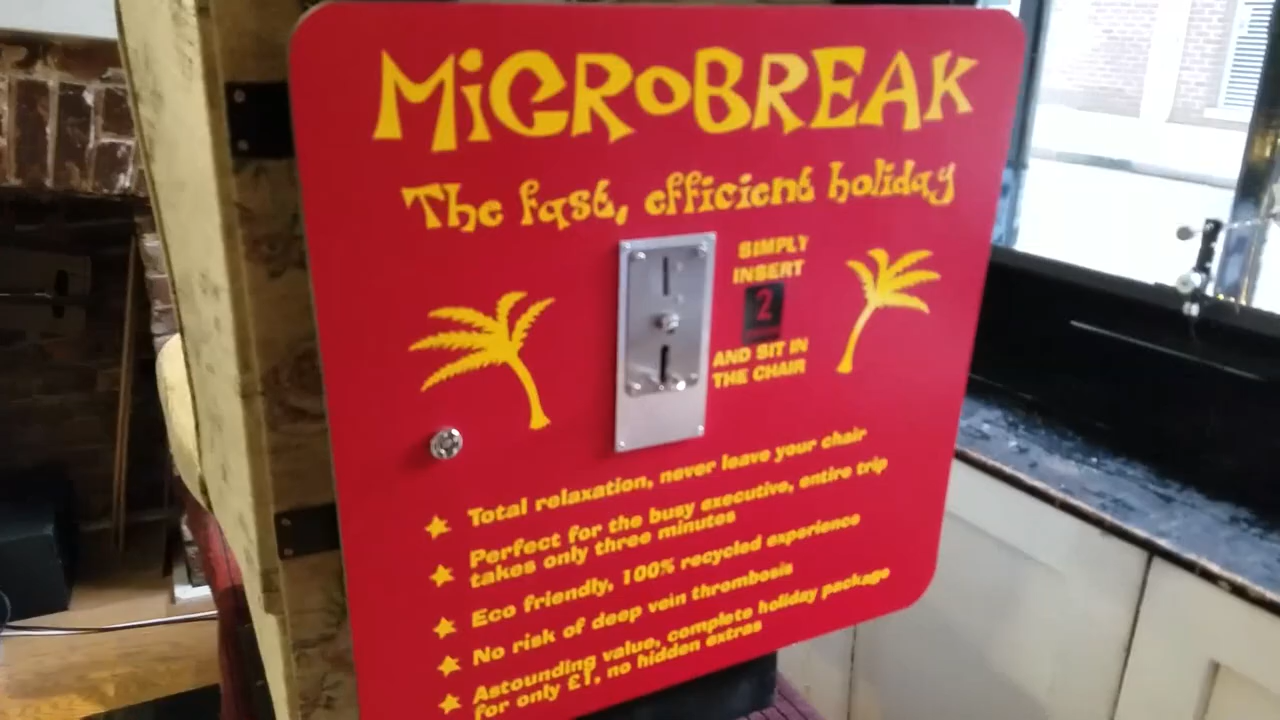 MiCROBREAK
The fast, efficient holiday
SIMPLY
INSERT
2
AND SIT IN
THE CHAIR
Total relaxation, never leave your chair
Perfect for the busy executive, entire trip
takes only three minutes
Eco friendly, 100% recycled experience
No risk of deep vein thrombosis
Astounding value, complete holiday package
for only £1, no hidden extras